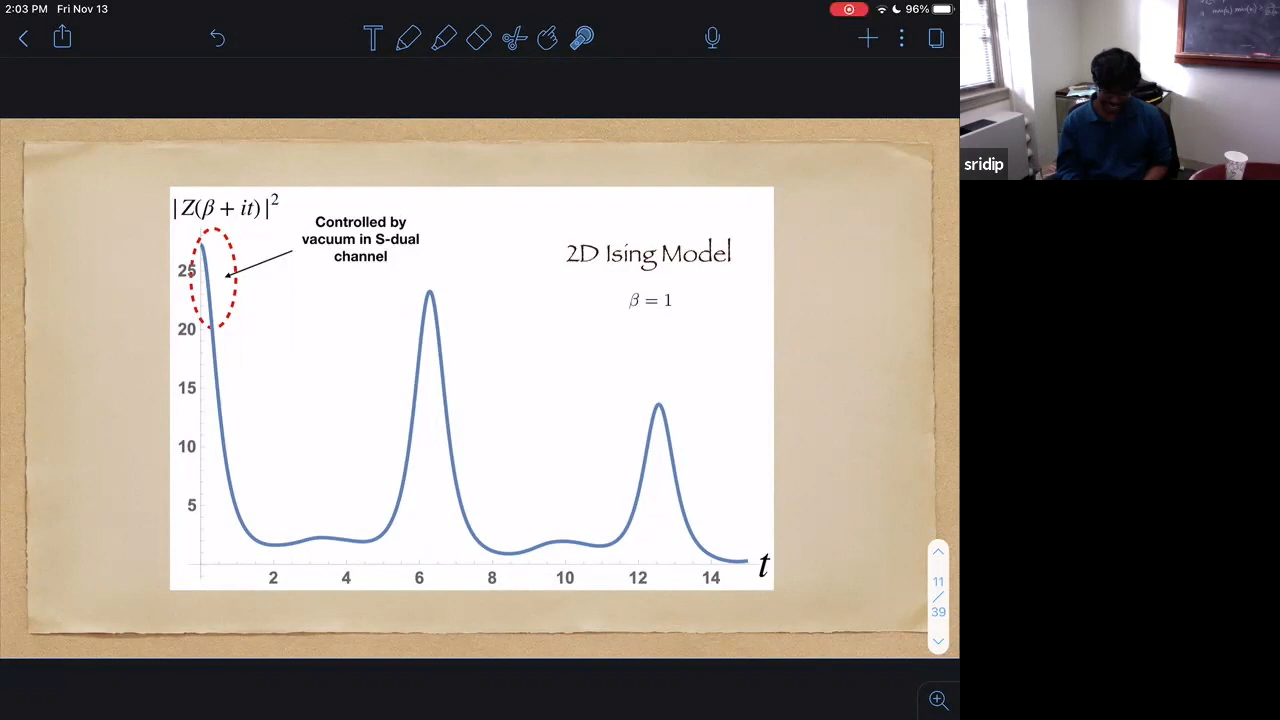 2:03 PM Fri Nov 13
96%
T
|Z(β + it)|²
Controlled by
vacuum in S-dual
channel
2D Ising Model
β = 1
25
20
15
10
5
2 4 6 8 10 12 14
t
11
/
39
sridip